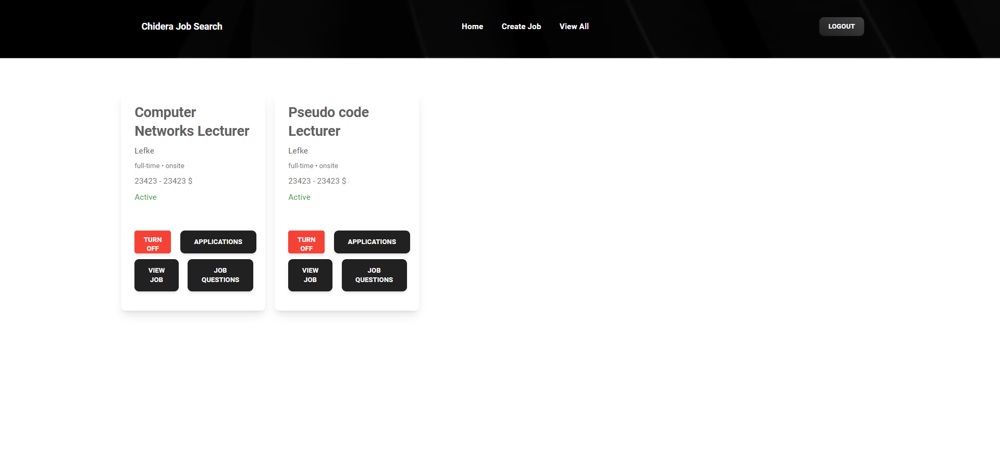 Chidera Job Search
Home Create Job View All
LOGOUT
Computer
Networks Lecturer
Lefke
full-time • onsite
23423 - 23423 $
Active
TURN
OFF
APPLICATIONS
VIEW
JOB
JOB
QUESTIONS
Pseudo code
Lecturer
Lefke
full-time • onsite
23423 - 23423 $
Active
TURN
OFF
APPLICATIONS
VIEW
JOB
JOB
QUESTIONS